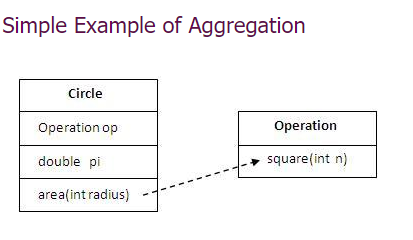 Simple Example of Aggregation
Circle
Operation op
double pi
area(int radius)
Operation
square(int n)